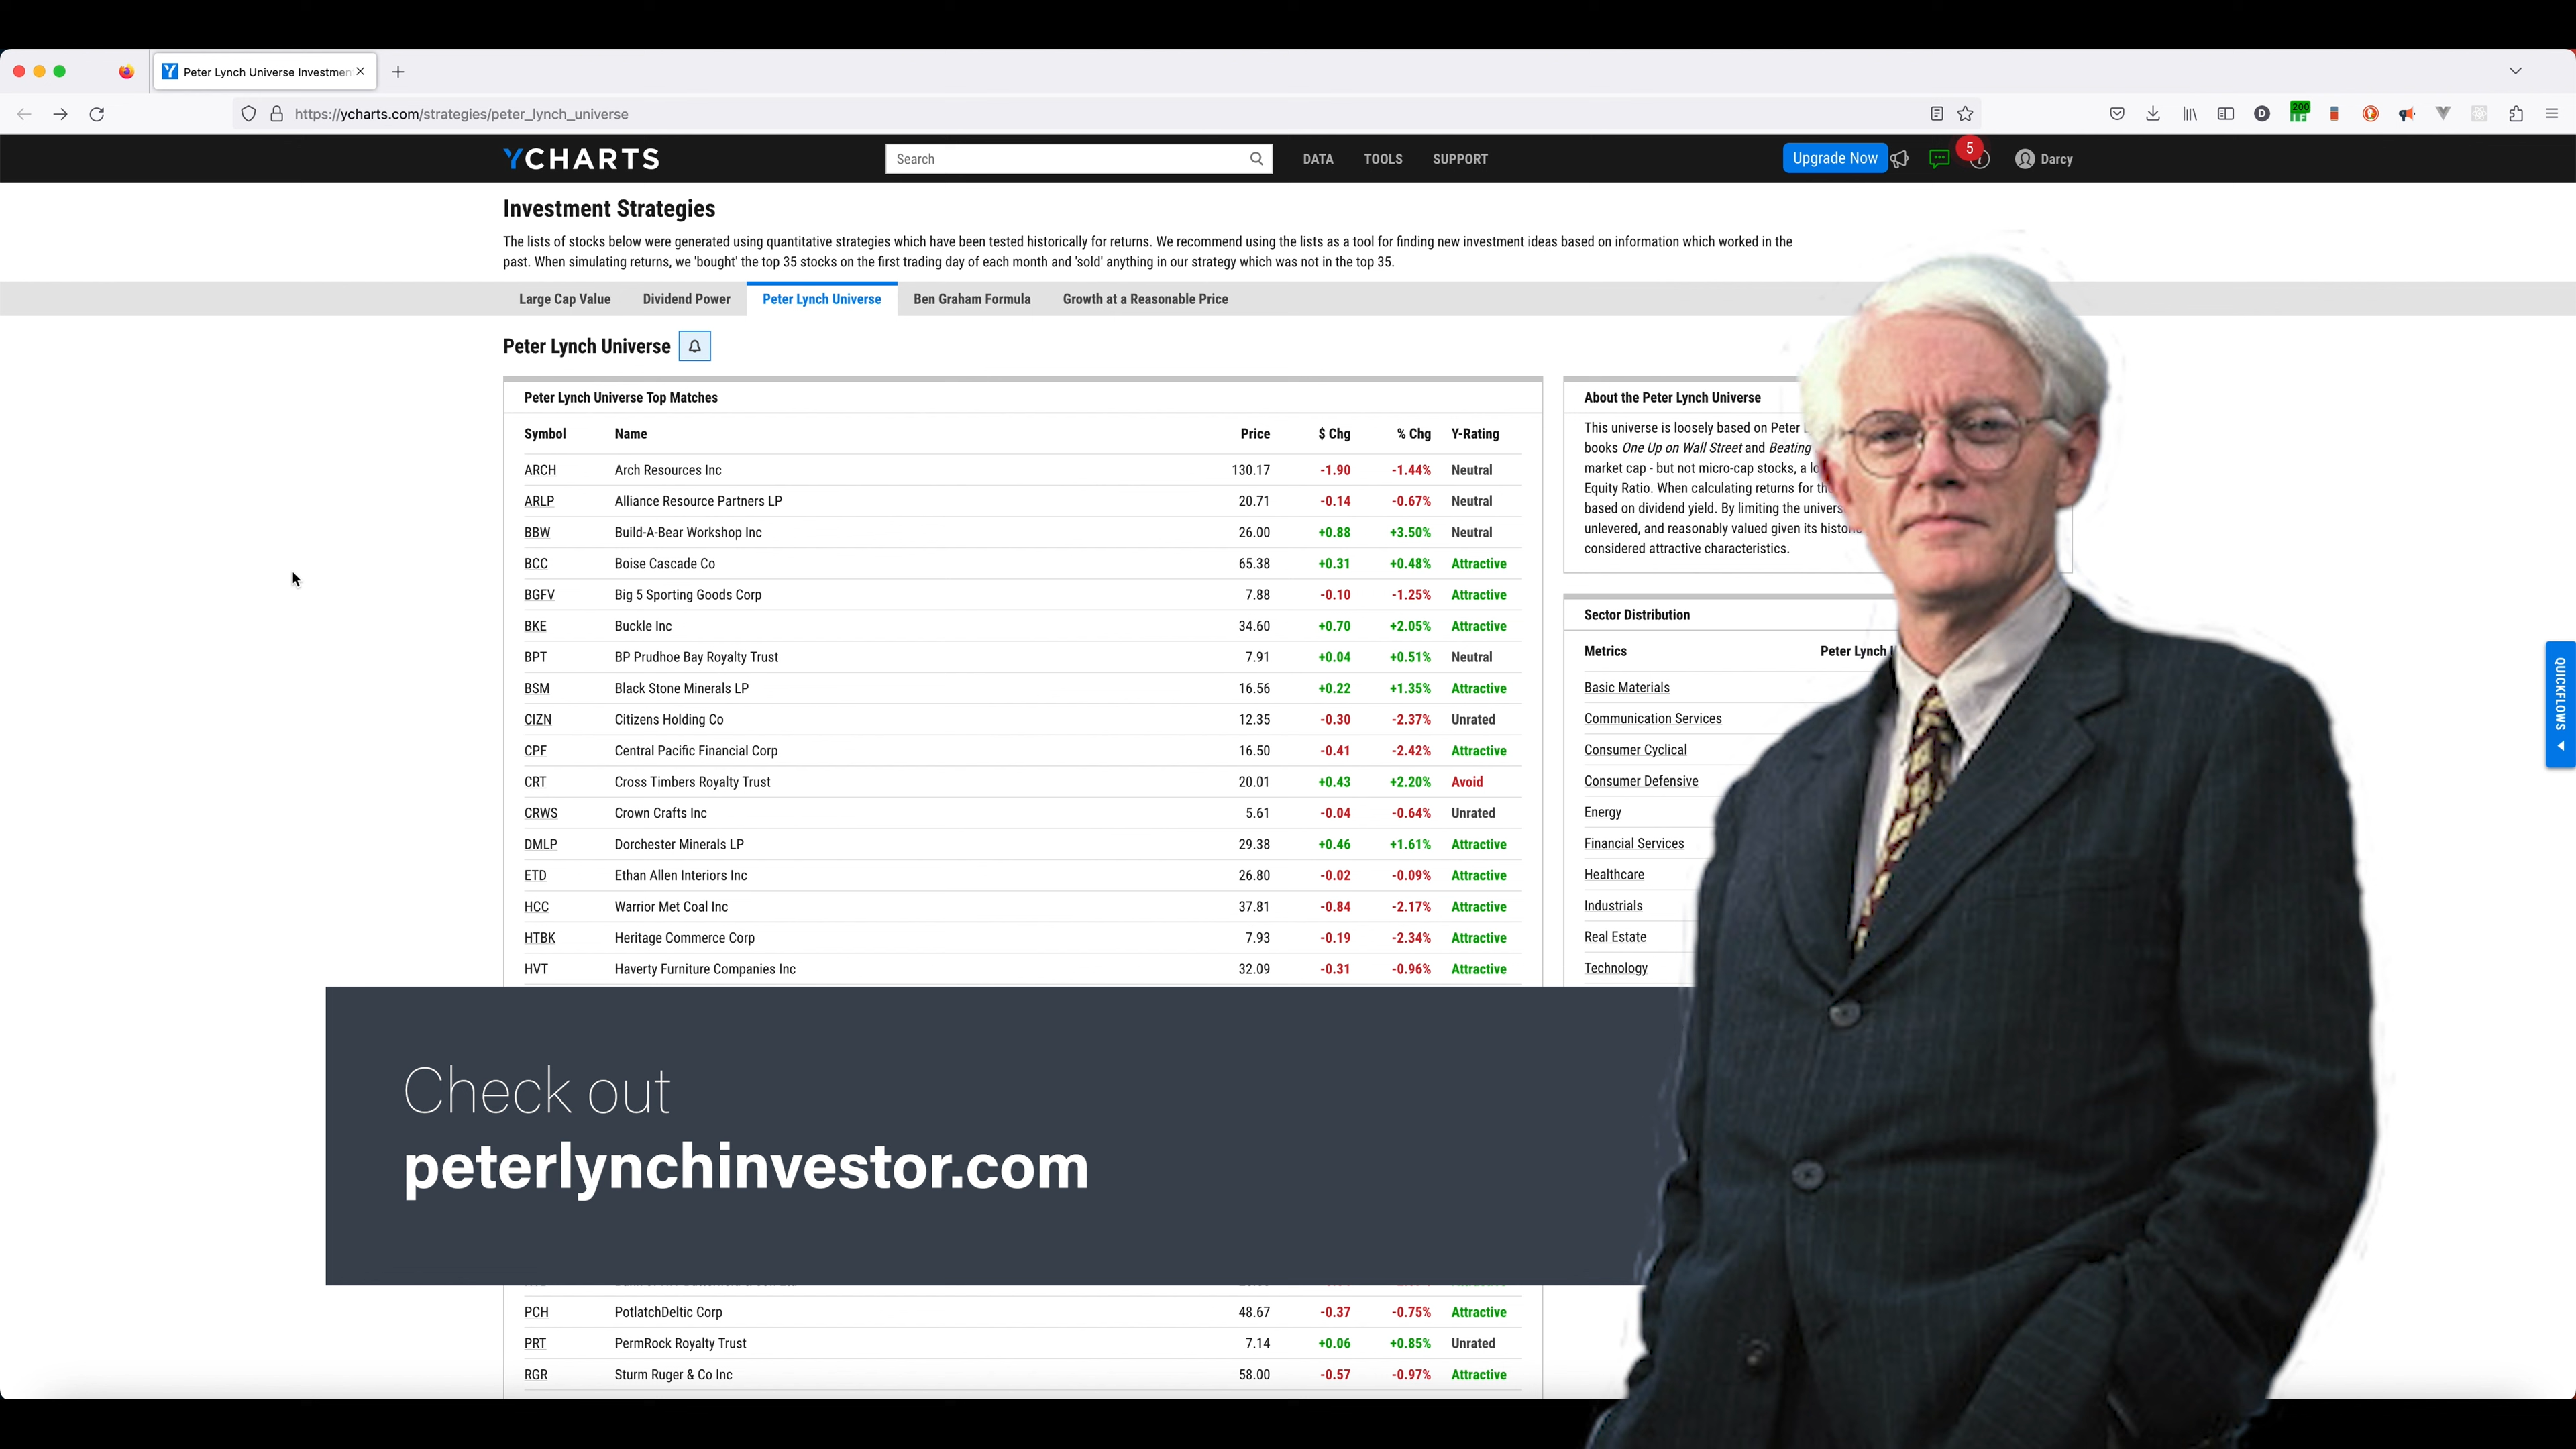 Peter Lynch Universe Investmen
https://ycharts.com/strategies/peter_lynch_universe
200
D
YCHARTS
Search
DATA
TOOLS
SUPPORT
Upgrade Now
5
Darcy
Investment Strategies
The lists of stocks below were generated using quantitative strategies which have been tested historically for returns. We recommend using the lists as a tool for finding new investment ideas based on information which worked in the
past. When simulating returns, we 'bought' the top 35 stocks on the first trading day of each month and 'sold' anything in our strategy which was not in the top 35.
Large Cap Value
Dividend Power
Peter Lynch Universe
Ben Graham Formula
Growth at a Reasonable Price
Peter Lynch Universe
Peter Lynch Universe Top Matches
Symbol Name Price $ Chg % Chg Y-Rating
ARCH Arch Resources Inc 130.17 -1.90 -1.44% Neutral
ARLP Alliance Resource Partners LP 20.71 -0.14 -0.67% Neutral
BBW Build-A-Bear Workshop Inc 26.00 +0.88 +3.50% Neutral
BCC Boise Cascade Co 65.38 +0.31 +0.48% Attractive
BGFV Big 5 Sporting Goods Corp 7.88 -0.10 -1.25% Attractive
BKE Buckle Inc 34.60 +0.70 +2.05% Attractive
BPT BP Prudhoe Bay Royalty Trust 7.91 +0.04 +0.51% Neutral
BSM Black Stone Minerals LP 16.56 +0.22 +1.35% Attractive
CIZN Citizens Holding Co 12.35 -0.30 -2.37% Unrated
CPF Central Pacific Financial Corp 16.50 -0.41 -2.42% Attractive
CRT Cross Timbers Royalty Trust 20.01 +0.43 +2.20% Avoid
CRWS Crown Crafts Inc 5.61 -0.04 -0.64% Unrated
DMLP Dorchester Minerals LP 29.38 +0.46 +1.61% Attractive
ETD Ethan Allen Interiors Inc 26.80 -0.02 -0.09% Attractive
HCC Warrior Met Coal Inc 37.81 -0.84 -2.17% Attractive
HTBK Heritage Commerce Corp 7.93 -0.19 -2.34% Attractive
HVT Haverty Furniture Companies Inc 32.09 -0.31 -0.96% Attractive
PCH PotlatchDeltic Corp 48.67 -0.37 -0.75% Attractive
PRT PermRock Royalty Trust 7.14 +0.06 +0.85% Unrated
RGR Sturm Ruger & Co Inc 58.00 -0.57 -0.97% Attractive
About the Peter Lynch Universe
This universe is loosely based on Peter
books One Up on Wall Street and Beating
market cap - but not micro-cap stocks, a
Equity Ratio. When calculating returns for
based on dividend yield. By limiting the
unlevered, and reasonably valued given its
considered attractive characteristics.
Sector Distribution
Metrics Peter Lynch
Basic Materials
Communication Services
Consumer Cyclical
Consumer Defensive
Energy
Financial Services
Healthcare
Industrials
Real Estate
Technology
QUICKFLOWS
Check out
peterlynchinvestor.com